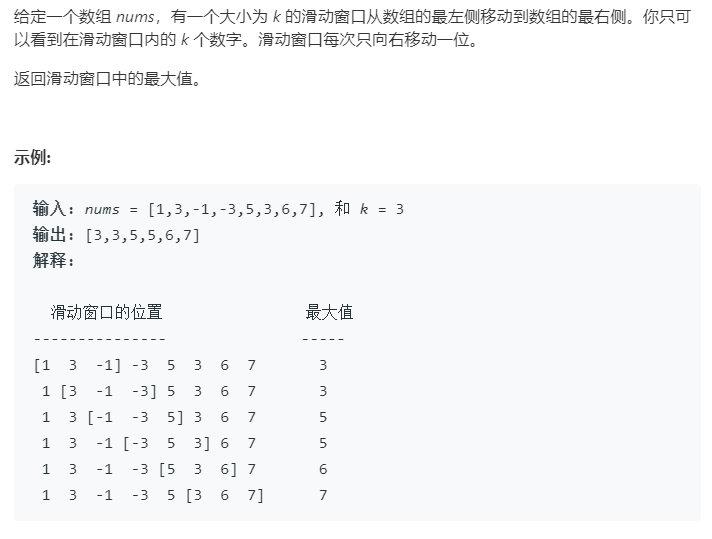 给定一个数组 nums，有一个大小为 k 的滑动窗口从数组的最左侧移动到数组的最右侧。你只可
以看到在滑动窗口内的 k 个数字。滑动窗口每次只向右移动一位。
返回滑动窗口中的最大值。
示例:
输入: nums = [1,3,-1,-3,5,3,6,7], 和 k = 3
输出: [3,3,5,5,6,7]
解释:
滑动窗口的位置 最大值
--------------- -----
[1 3 -1] -3 5 3 6 7 3
1 [3 -1 -3] 5 3 6 7 3
1 3 [-1 -3 5] 3 6 7 5
1 3 -1 [-3 5 3] 6 7 5
1 3 -1 -3 [5 3 6] 7 6
1 3 -1 -3 5 [3 6 7] 7